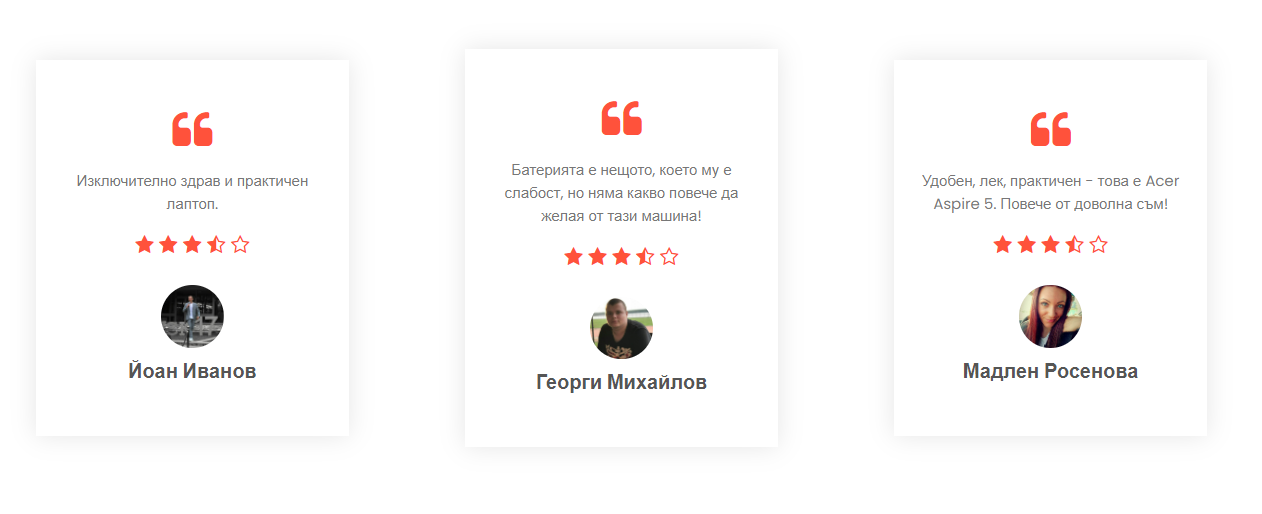 Изключително здрав и практичен
лаптоп.
Йоан Иванов
Батерията е нещото, което му е
слабост, но няма какво повече да
желая от тази машина!
Георги Михайлов
Удобен, лек, практичен - това е Acer
Aspire 5. Повече от доволна съм!
Мадлен Росенова